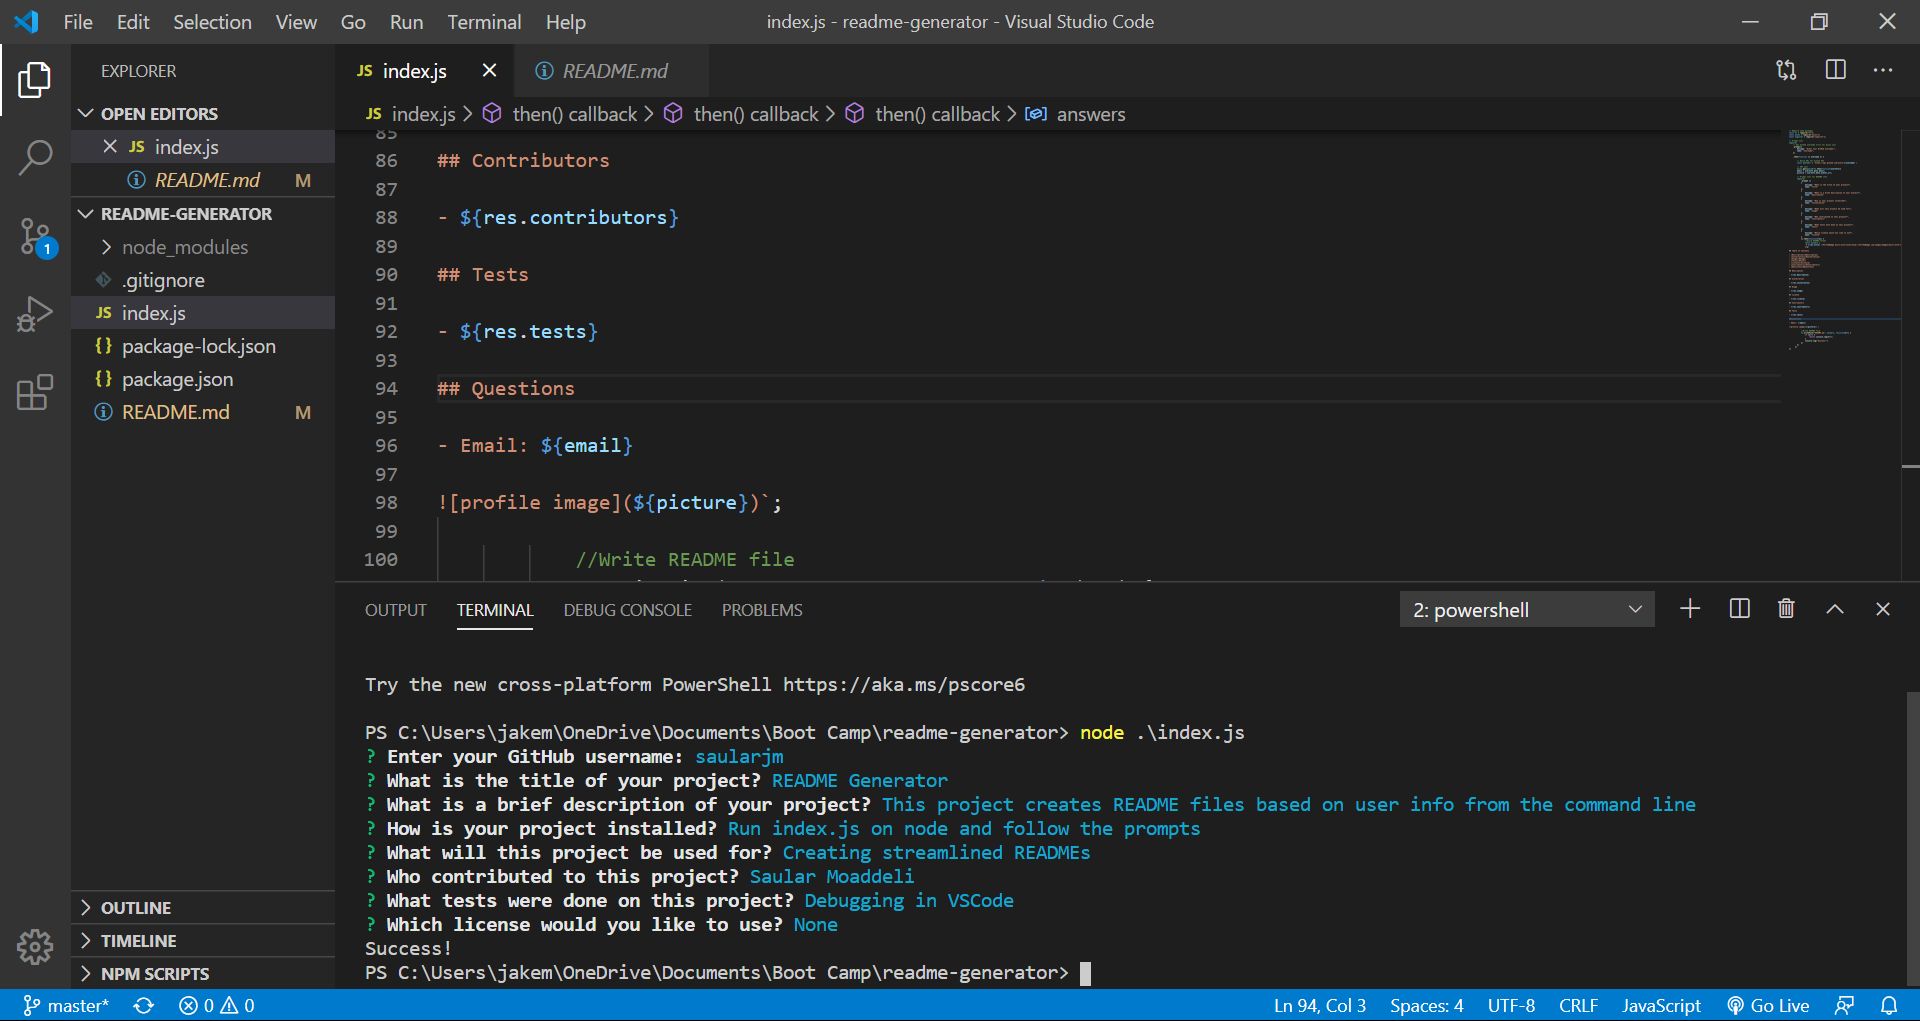 File Edit Selection View Go Run Terminal Help
index.js - readme-generator - Visual Studio Code
EXPLORER
OPEN EDITORS
JS index.js
README.md M
README-GENERATOR
node_modules
.gitignore
JS index.js
{} package-lock.json
{} package.json
README.md M
OUTLINE
TIMELINE
NPM SCRIPTS
1
JS index.js
README.md
JS index.js > then() callback > then() callback > then() callback > answers
85
86 ## Contributors
87
88 - ${res.contributors}
89
90 ## Tests
91
92 - ${res.tests}
93
94 ## Questions
95
96 - Email: ${email}
97
98 ![profile image](${picture})`;
99
100 //Write README file
OUTPUT TERMINAL DEBUG CONSOLE PROBLEMS
2: powershell
Try the new cross-platform PowerShell https://aka.ms/pscore6
PS C:\Users\jakem\OneDrive\Documents\Boot Camp\readme-generator> node .\index.js
? Enter your GitHub username: saularjm
? What is the title of your project? README Generator
? What is a brief description of your project? This project creates README files based on user info from the command line
? How is your project installed? Run index.js on node and follow the prompts
? What will this project be used for? Creating streamlined READMEs
? Who contributed to this project? Saular Moaddeli
? What tests were done on this project? Debugging in VSCode
? Which license would you like to use? None
Success!
PS C:\Users\jakem\OneDrive\Documents\Boot Camp\readme-generator>
master* 0 0
Ln 94, Col 3 Spaces: 4 UTF-8 CRLF JavaScript Go Live